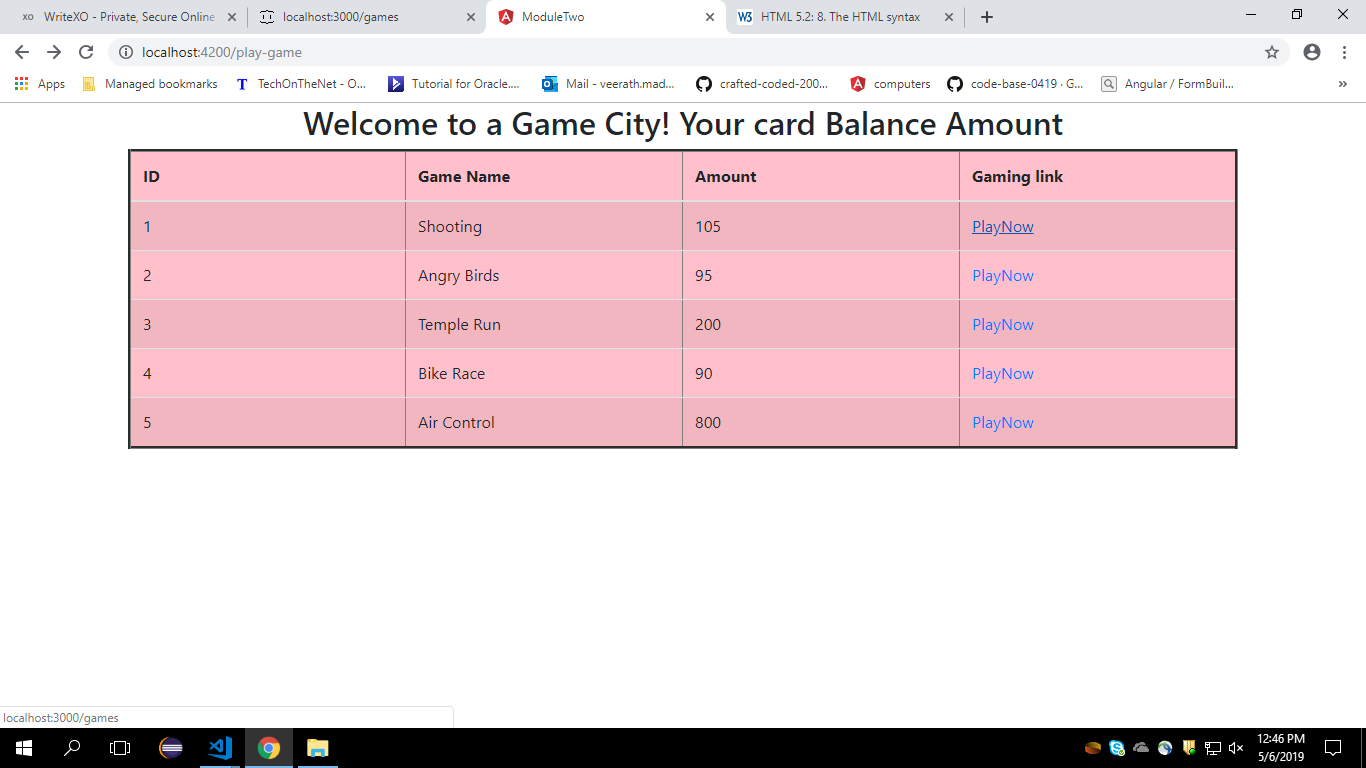 XO WriteXO - Private, Secure Online
localhost:3000/games
ModuleTwo
W3 HTML 5.2: 8. The HTML syntax
localhost:4200/play-game
Apps Managed bookmarks T TechOnTheNet - O... Tutorial for Oracle.... Mail - veerath.mad... crafted-coded-200... computers code-base-0419 · G... Angular / FormBuil... »
Welcome to a Game City! Your card Balance Amount
ID Game Name Amount Gaming link
1 Shooting 105 PlayNow
2 Angry Birds 95 PlayNow
3 Temple Run 200 PlayNow
4 Bike Race 90 PlayNow
5 Air Control 800 PlayNow
localhost:3000/games
12:46 PM
5/6/2019